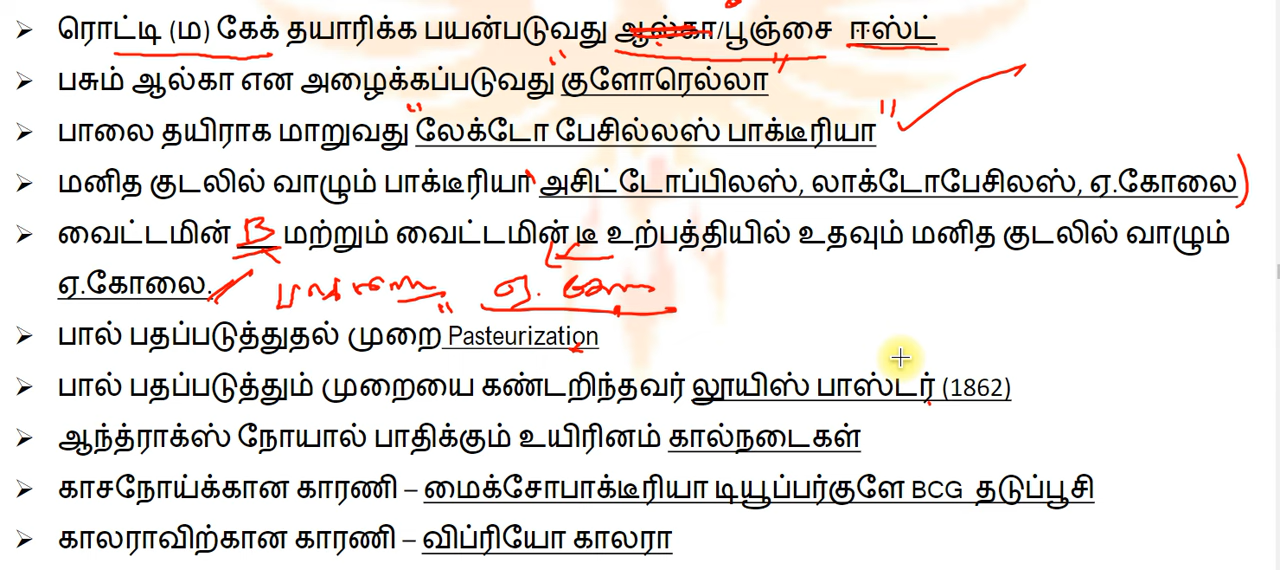 ➢ ரொட்டி (ம) கேக் தயாரிக்க பயன்படுவது ஆல்கா/பூஞ்சை ஈஸ்ட்
➢ பசும் ஆல்கா என அழைக்கப்படுவது குளோரெல்லா
➢ பாலை தயிராக மாறுவது லேக்டோ பேசில்லஸ் பாக்டீரியா
➢ மனித குடலில் வாழும் பாக்டீரியா அசிட்டோப்பிலஸ், லாக்டோபேசிலஸ், ஏ.கோலை
➢ வைட்டமின் B மற்றும் வைட்டமின் டீ உற்பத்தியில் உதவும் மனித குடலில் வாழும்
ஏ.கோலை.
➢ பால் பதப்படுத்துதல் முறை Pasteurization
➢ பால் பதப்படுத்தும் முறையை கண்டறிந்தவர் லூயிஸ் பாஸ்டர் (1862)
➢ ஆந்த்ராக்ஸ் நோயால் பாதிக்கும் உயிரினம் கால்நடைகள்
➢ காசநோய்க்கான காரணி – மைக்சோபாக்டீரியா டியூப்பர்குளே BCG தடுப்பூசி
➢ காலராவிற்கான காரணி – விப்ரியோ காலரா